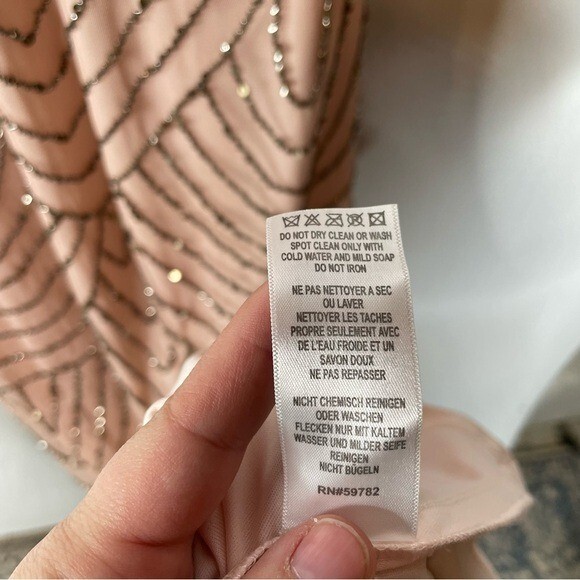 DO NOT DRY CLEAN OR WASH
SPOT CLEAN ONLY WITH
COLD WATER AND MILD SOAP
DO NOT IRON
NE PAS NETTOYER A SEC
OU LAVER
NETTOYER LES TACHES
PROPRE SEULEMENT AVEC
DE L'EAU FROIDE ET UN
SAVON DOUX
NE PAS REPASSER
NICHT CHEMISCH REINIGEN
ODER WASCHEN
FLECKEN NUR MIT KALTEM
WASSER UND MILDER SEIFE
REINIGEN
NICHT BÜGELN
RN#59782